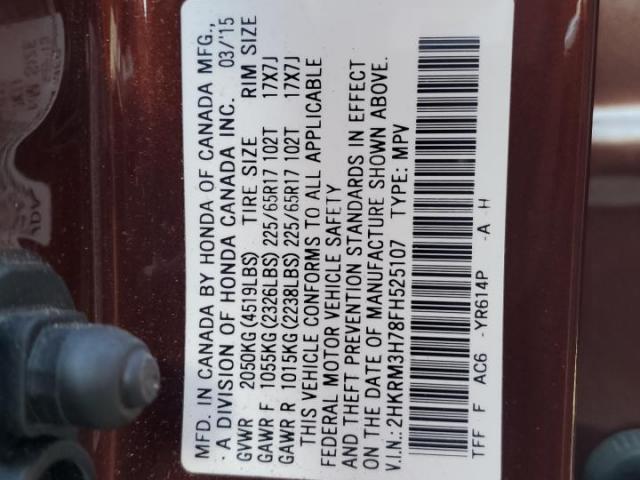 MFD. IN CANADA BY HONDA OF CANADA MFG.,
A DIVISION OF HONDA CANADA INC. 03/15
GVWR 2050KG(4519LBS) TIRE SIZE RIM SIZE
GAWR F 1055KG(2326LBS) 225/65R17 102T 17X7J
GAWR R 1015KG(2238LBS) 225/65R17 102T 17X7J
THIS VEHICLE CONFORMS TO ALL APPLICABLE
FEDERAL MOTOR VEHICLE SAFETY
AND THEFT PREVENTION STANDARDS IN EFFECT
ON THE DATE OF MANUFACTURE SHOWN ABOVE.
V.I.N.: 2HKRM3H78FH525107 TYPE: MPV
TFF F AC6 -YR614P -A H